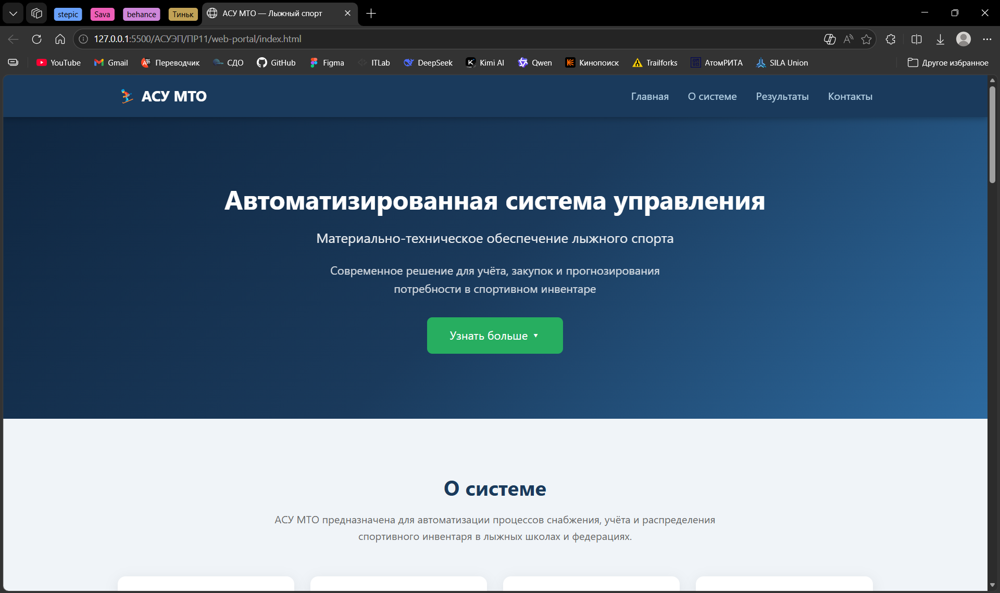 stepic
Sava
behance
Тиньк
АСУ МТО — Лыжный спорт
127.0.0.1:5500/АСУЭП/ПР11/web-portal/index.html
YouTube
Gmail
Переводчик
СДО
GitHub
Figma
ITLab
DeepSeek
Kimi AI
Qwen
Кинопоиск
Trailforks
АтомРИТА
SILA Union
Другое избранное
АСУ МТО
Главная
О системе
Результаты
Контакты
Автоматизированная система управления
Материально-техническое обеспечение лыжного спорта
Современное решение для учёта, закупок и прогнозирования
потребности в спортивном инвентаре
Узнать больше ▼
О системе
АСУ МТО предназначена для автоматизации процессов снабжения, учёта и распределения
спортивного инвентаря в лыжных школах и федерациях.